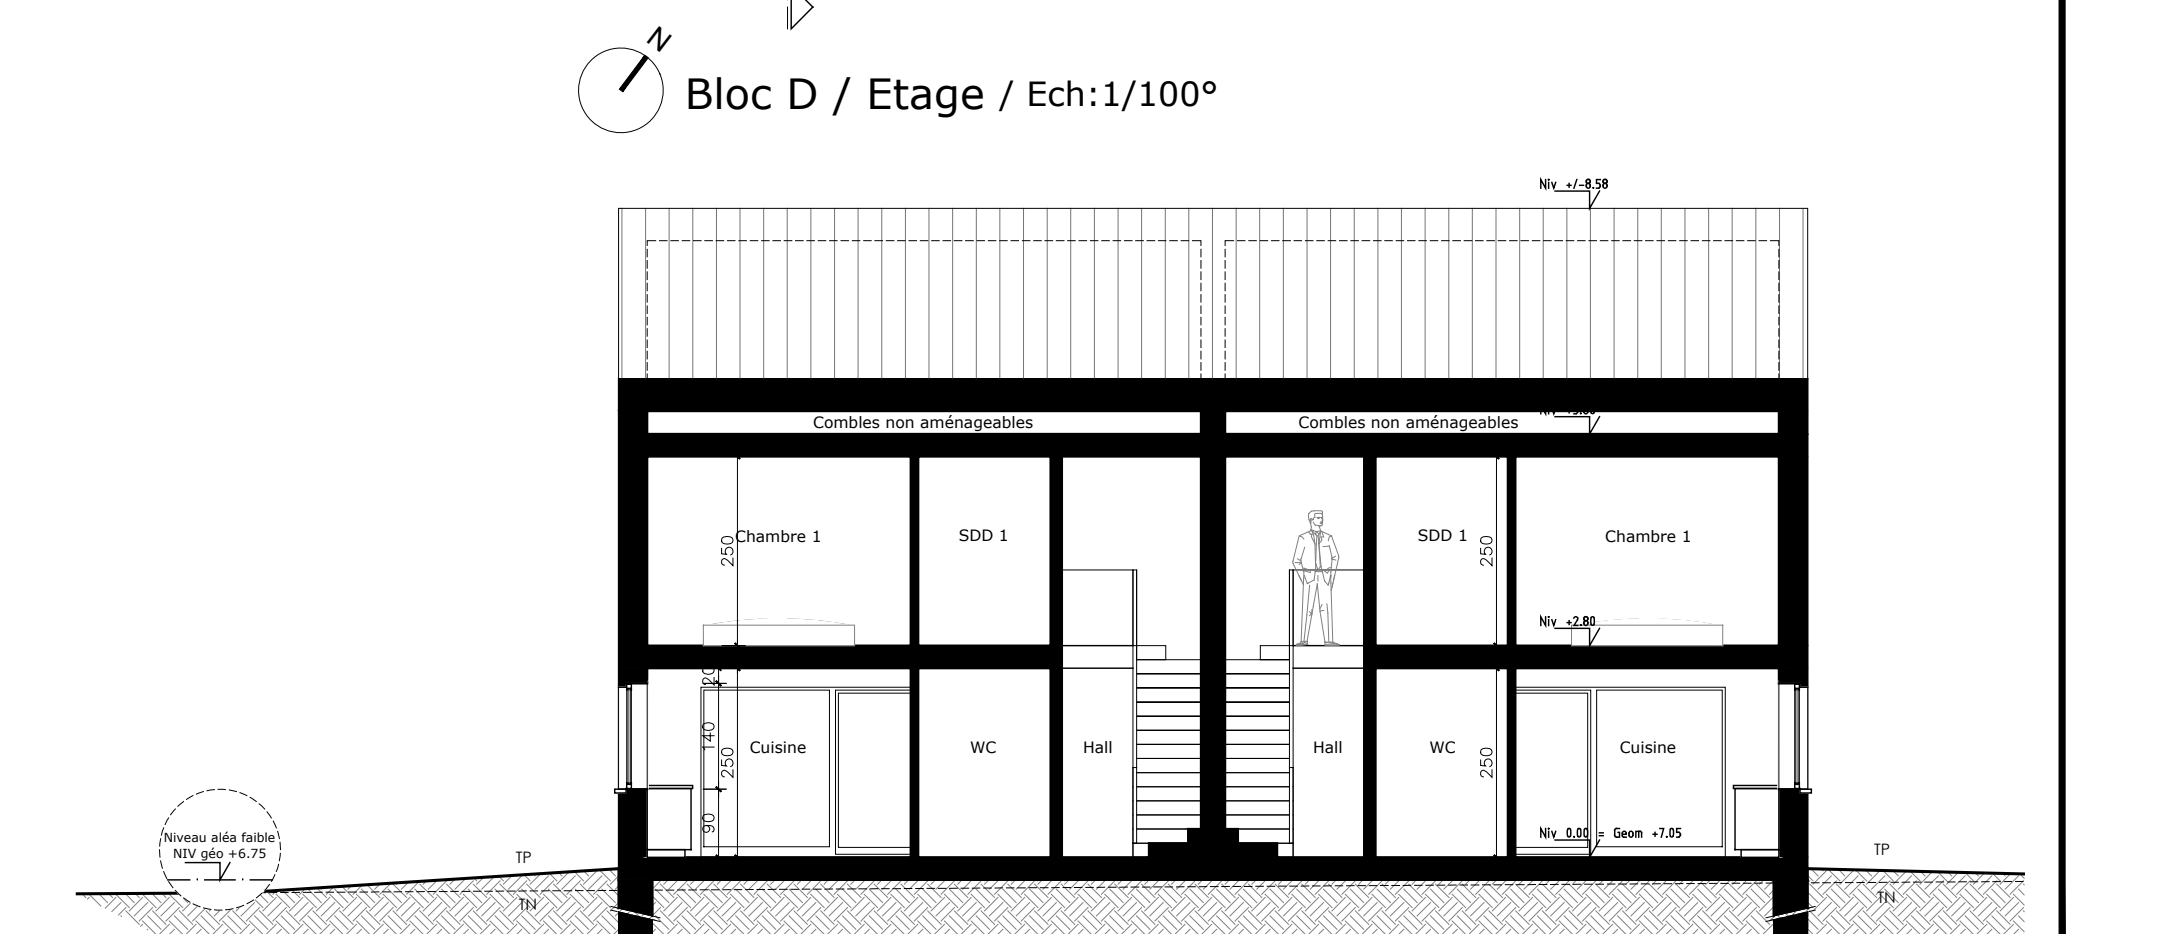 N
Bloc D / Etage / Ech:1/100°
Niv +/-8.58
Combles non aménageables
Combles non aménageables
Chambre 1
250
SDD 1
SDD 1
250
Chambre 1
Niv +2.80
20
140
250
90
Cuisine
WC
Hall
Hall
WC
250
Cuisine
Niv 0.00 = Geom +7.05
Niveau aléa faible
NIV géo +6.75
TP
TN
TP
TN